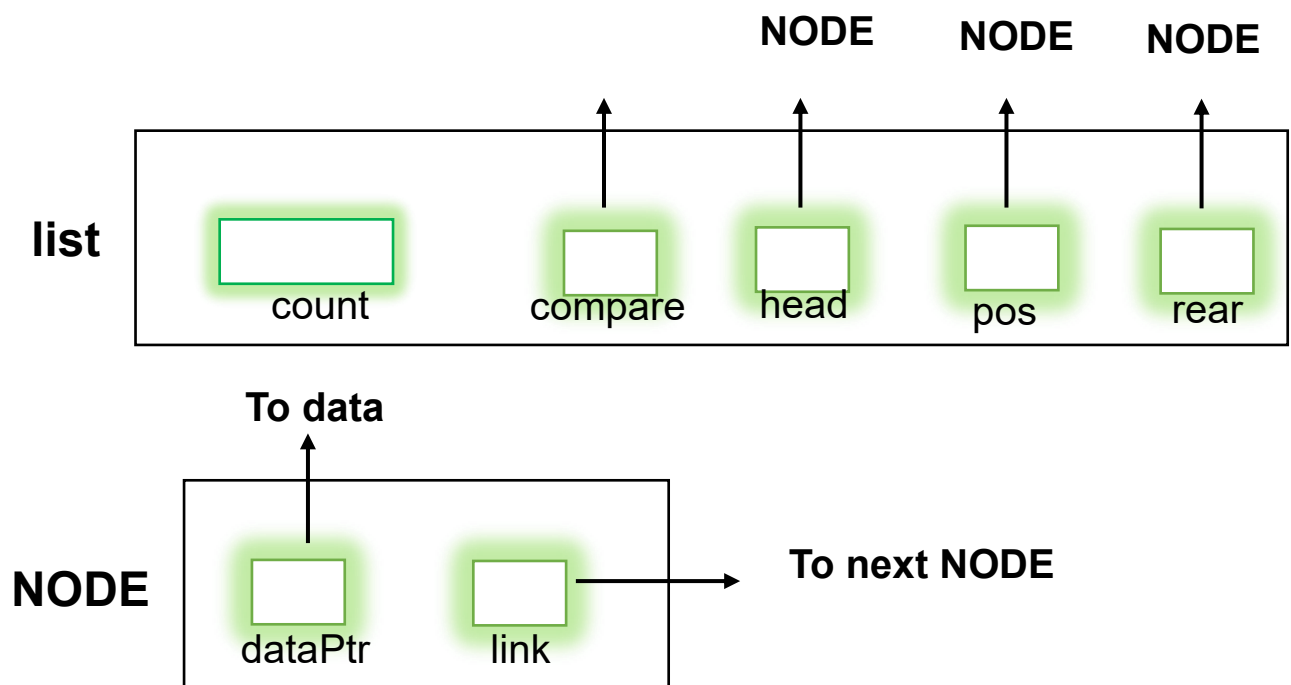 NODE NODE NODE
list
count compare head pos rear
To data
NODE
To next NODE
dataPtr link